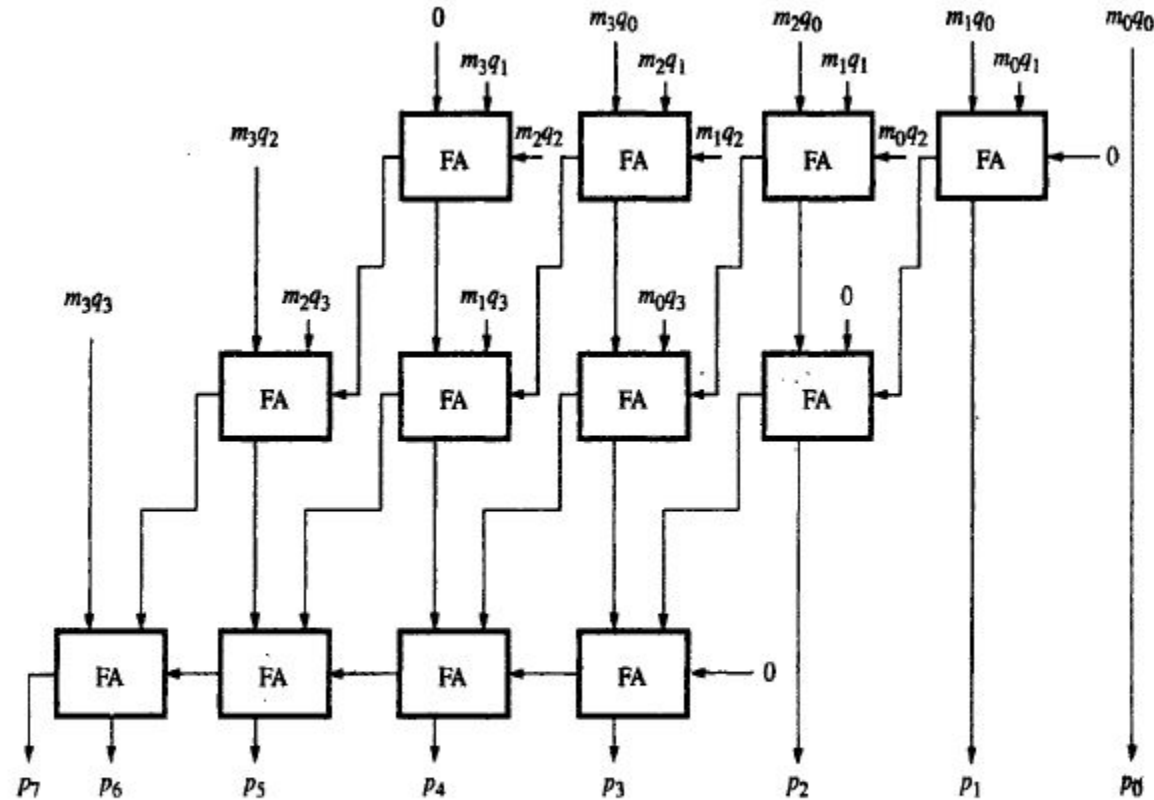 0 m₃q₀ m₂q₀ m₁q₀ m₀q₀
m₃q₁ m₂q₁ m₁q₁ m₀q₁
m₃q₂ FA m₂q₂ FA m₁q₂ FA m₀q₂ FA 0
m₃q₃ m₂q₃ m₁q₃ m₀q₃ 0
FA FA FA FA
FA FA FA FA 0
p₇ p₆ p₅ p₄ p₃ p₂ p₁